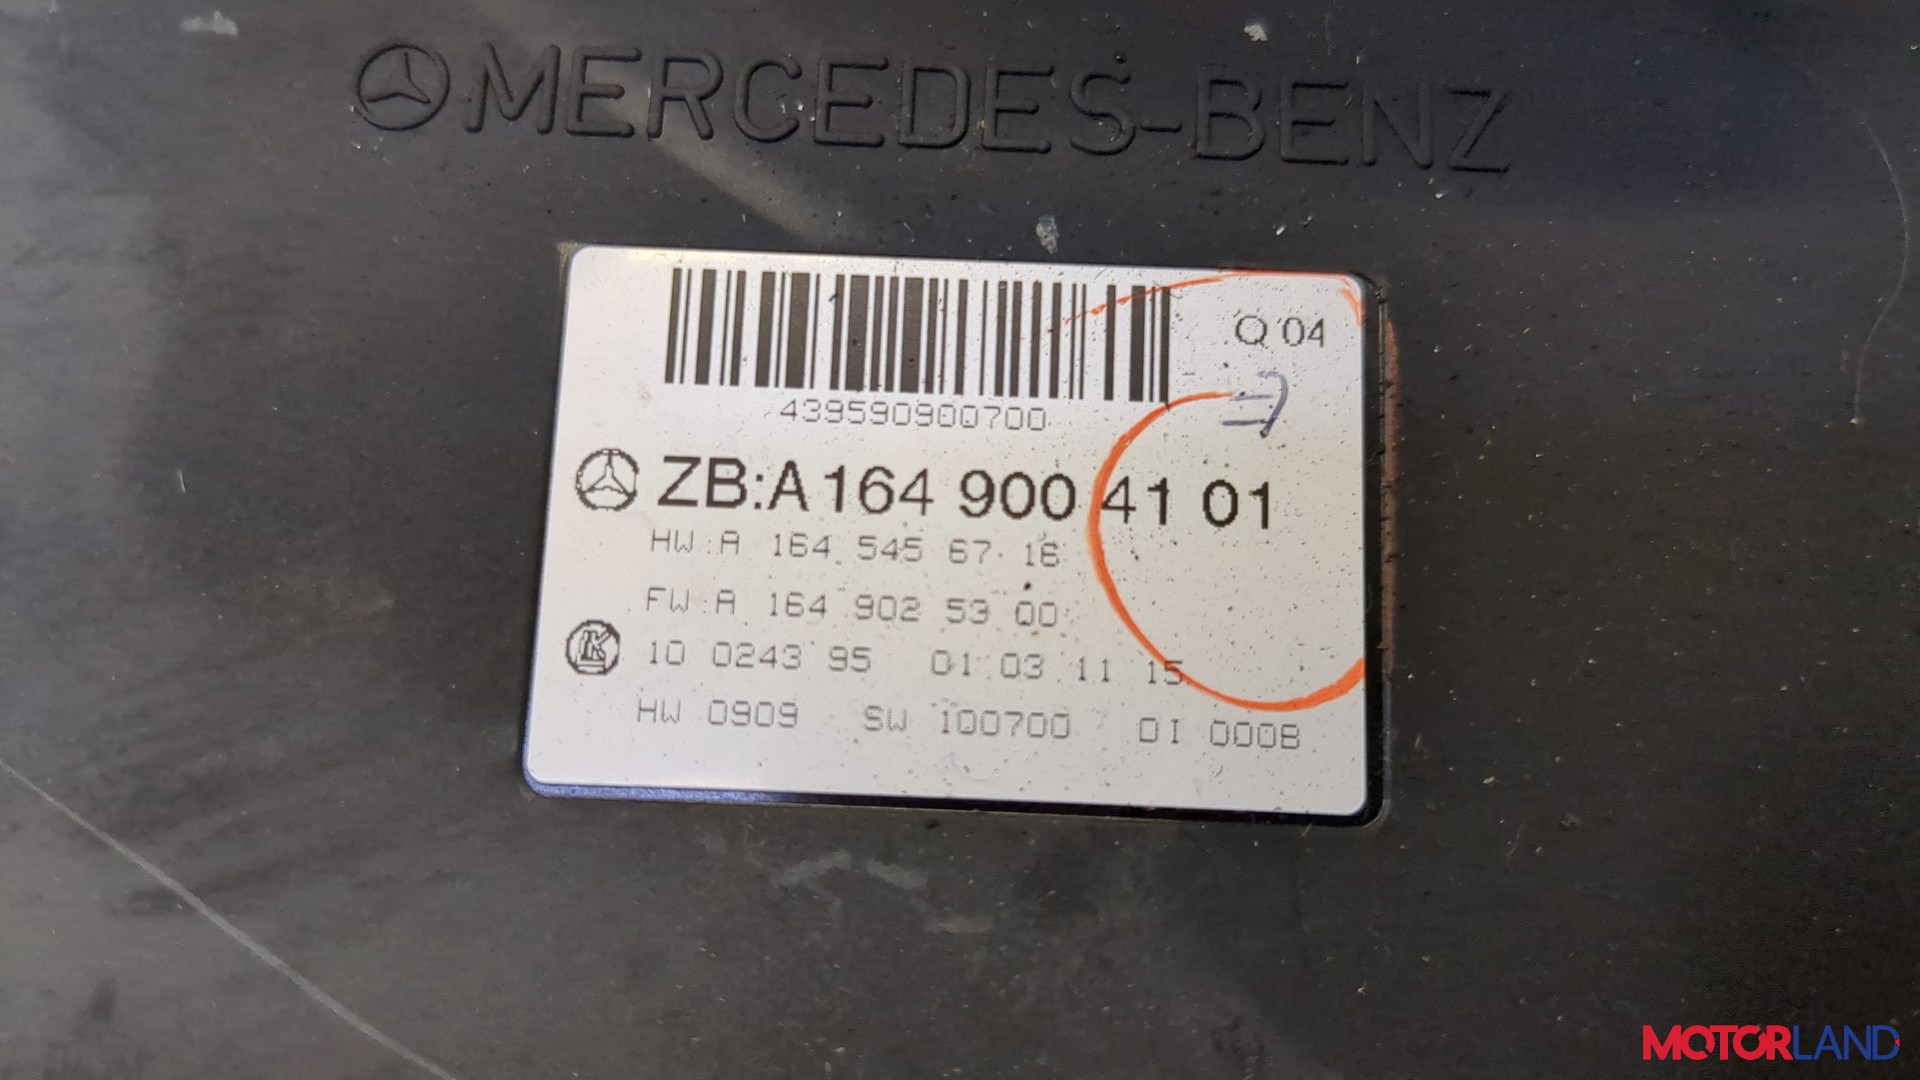 MERCEDES-BENZ
Q 04
439590900700
ZB:A 164 900 41 01
HW:A 164 545 67 16
FW:A 164 902 53 00
10 0243 95 01 03 11 15
HW 0909 SW 100700 DI 000B
MOTORLAND